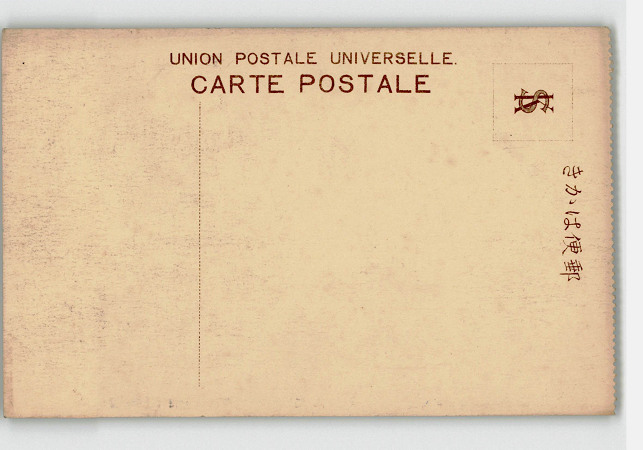 UNION POSTALE UNIVERSELLE.
CARTE POSTALE
きかは便郵